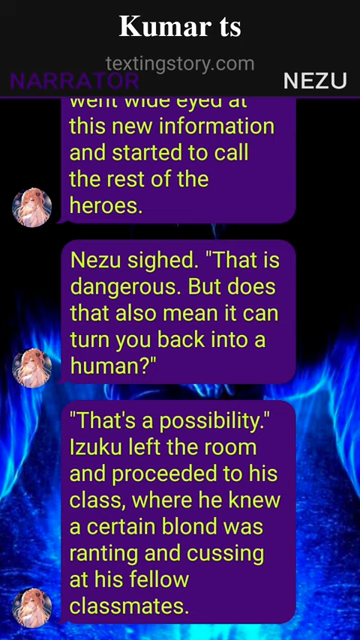 Kumar ts
textingstory.com
NARRATOR
NEZU
went wide eyed at
this new information
and started to call
the rest of the
heroes.
Nezu sighed. "That is
dangerous. But does
that also mean it can
turn you back into a
human?"
"That's a possibility."
Izuku left the room
and proceeded to his
class, where he knew
a certain blond was
ranting and cussing
at his fellow
classmates.